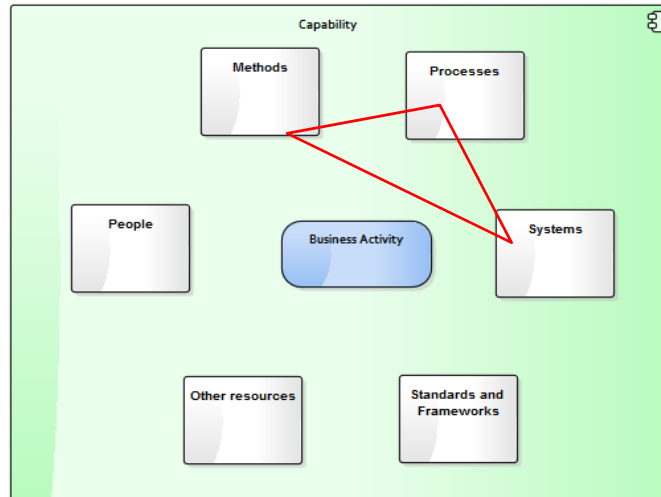 Capability
Methods
Processes
People
Business Activity
Systems
Other resources
Standards and
Frameworks